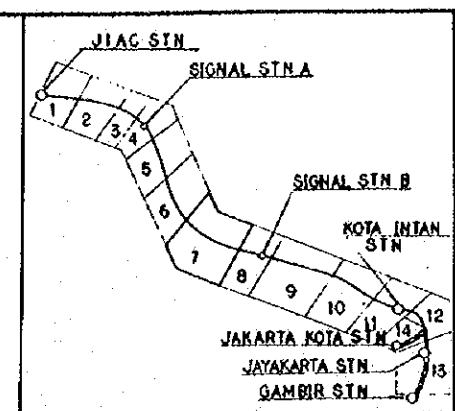 JIAC STN
SIGNAL STN A
1
2
3
4
5
6
SIGNAL STN B
7
8
9
10
KOTA INTAN
STN
11
12
14
JAKARTA KOTA STN
JAYAKARTA STN
13
GAMBIR STN